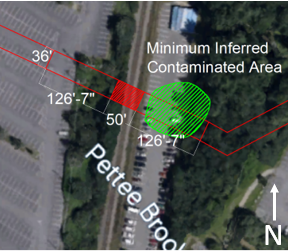 Minimum Inferred
Contaminated Area
36'
126'-7"
50'
126'-7"
Pettee Brook
N